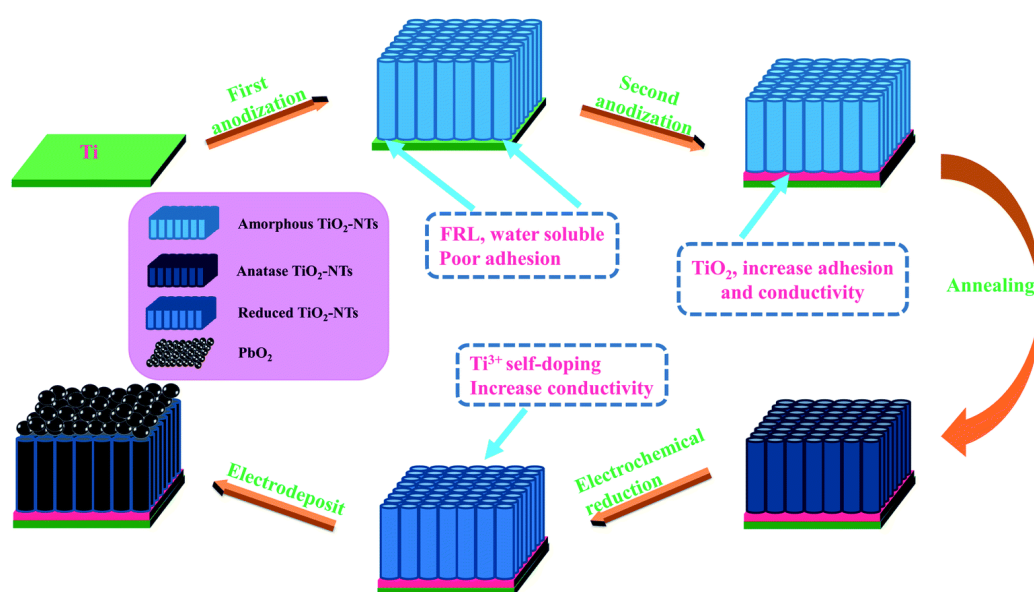 Ti
First
anodization
Second
anodization
FRL, water soluble
Poor adhesion
TiO₂, increase adhesion
and conductivity
Annealing
Amorphous TiO₂-NTs
Anatase TiO₂-NTs
Reduced TiO₂-NTs
PbO₂
Ti³⁺ self-doping
Increase conductivity
Electrochemical
reduction
Electrodeposit